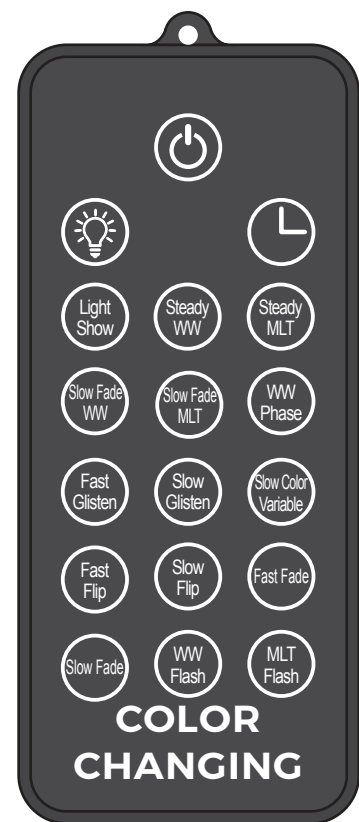 Light
Show
Steady
WW
Steady
MLT
Slow Fade
WW
Slow Fade
MLT
WW
Phase
Fast
Glisten
Slow
Glisten
Slow Color
Variable
Fast
Flip
Slow
Flip
Fast Fade
Slow Fade
WW
Flash
MLT
Flash
COLOR
CHANGING